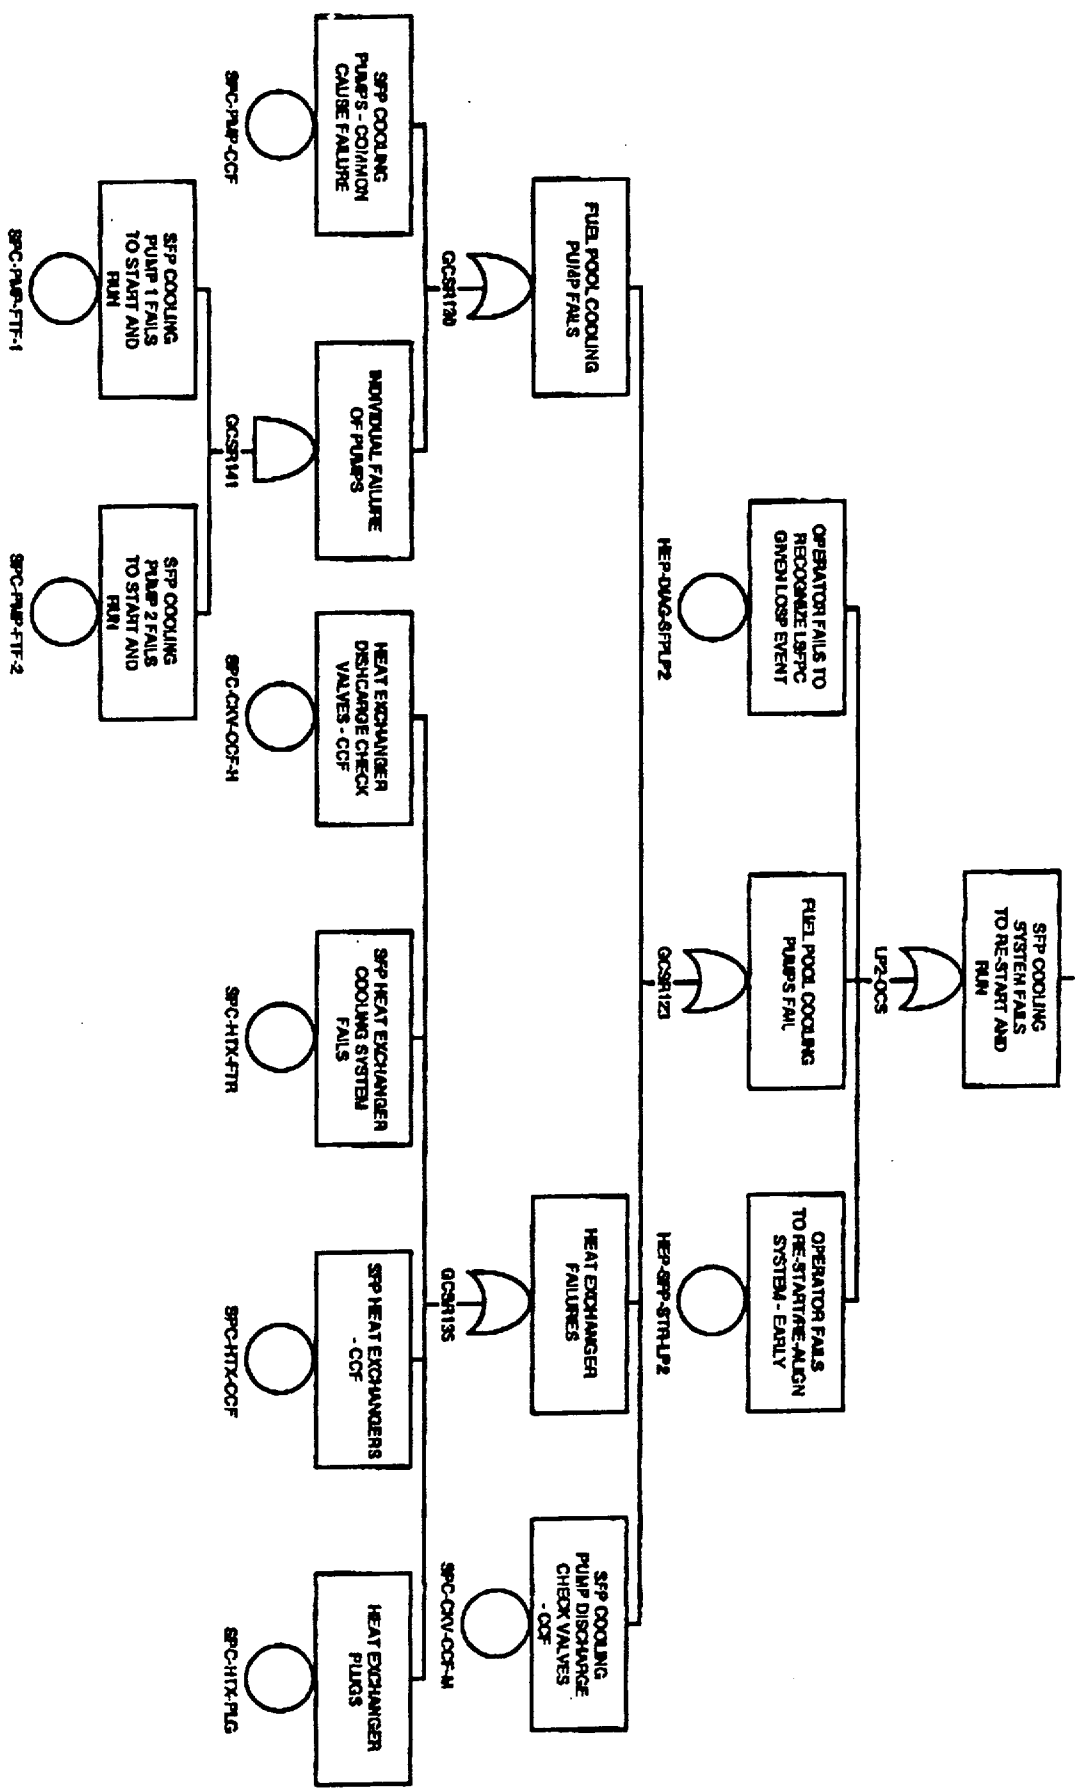 SFP COOLING
SYSTEM FAILS
TO RE-START AND
RUN
LP2-OCS
OPERATOR FAILS TO
RECOGNIZE LSFPC
GIVEN LOSP EVENT
HEP-DIAG-SFPLP2
FUEL POOL COOLING
PUMPS FAIL
GCSR123
OPERATOR FAILS
TO RE-START/RE-ALIGN
SYSTEM - EARLY
HEP-SFP-STR-LP2
FUEL POOL COOLING
PUMP FAILS
GCSR120
HEAT EXCHANGER
FAILURES
GCSR135
SFP COOLING
PUMP DISCHARGE
CHECK VALVES
- CCF
SPC-CKV-CCF-M
SFP COOLING
PUMPS - COMMON
CAUSE FAILURE
SPC-PMP-CCF
INDIVIDUAL FAILURE
OF PUMPS
GCSR141
HEAT EXCHANGER
DISHCARGE CHECK
VALVES - CCF
SPC-CKV-CCF-H
SFP HEAT EXCHANGER
COOLING SYSTEM
FAILS
SPC-HTX-FTR
SFP HEAT EXCHANGERS
- CCF
SPC-HTX-CCF
HEAT EXCHANGER
PLUGS
SPC-HTX-PLG
SFP COOLING
PUMP 1 FAILS
TO START AND
RUN
SPC-PMP-FTF-1
SFP COOLING
PUMP 2 FAILS
TO START AND
RUN
SPC-PMP-FTF-2